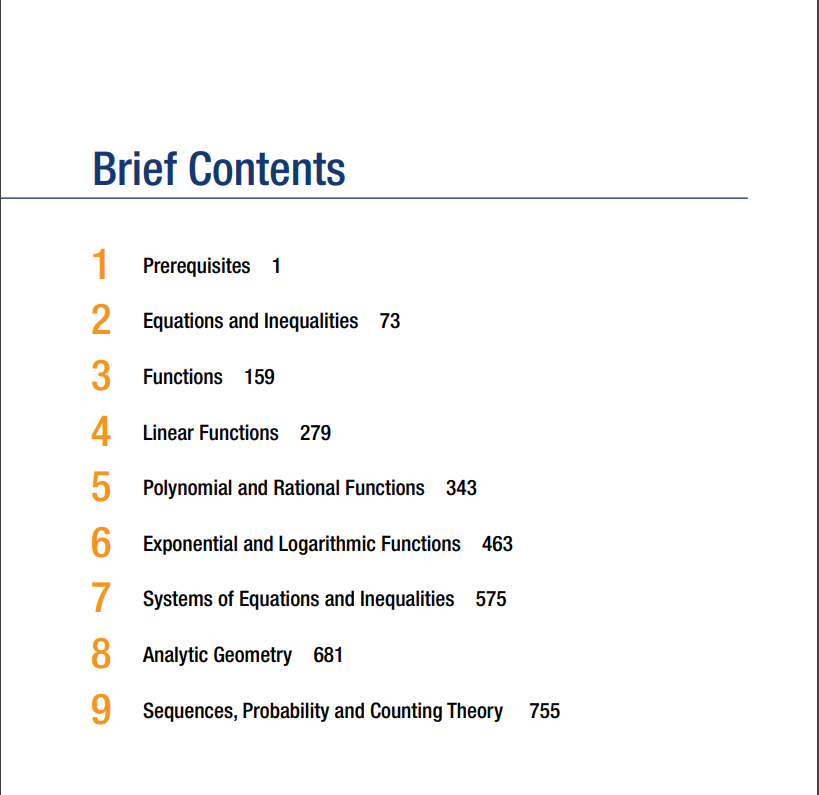 Brief Contents
1 Prerequisites 1
2 Equations and Inequalities 73
3 Functions 159
4 Linear Functions 279
5 Polynomial and Rational Functions 343
6 Exponential and Logarithmic Functions 463
7 Systems of Equations and Inequalities 575
8 Analytic Geometry 681
9 Sequences, Probability and Counting Theory 755